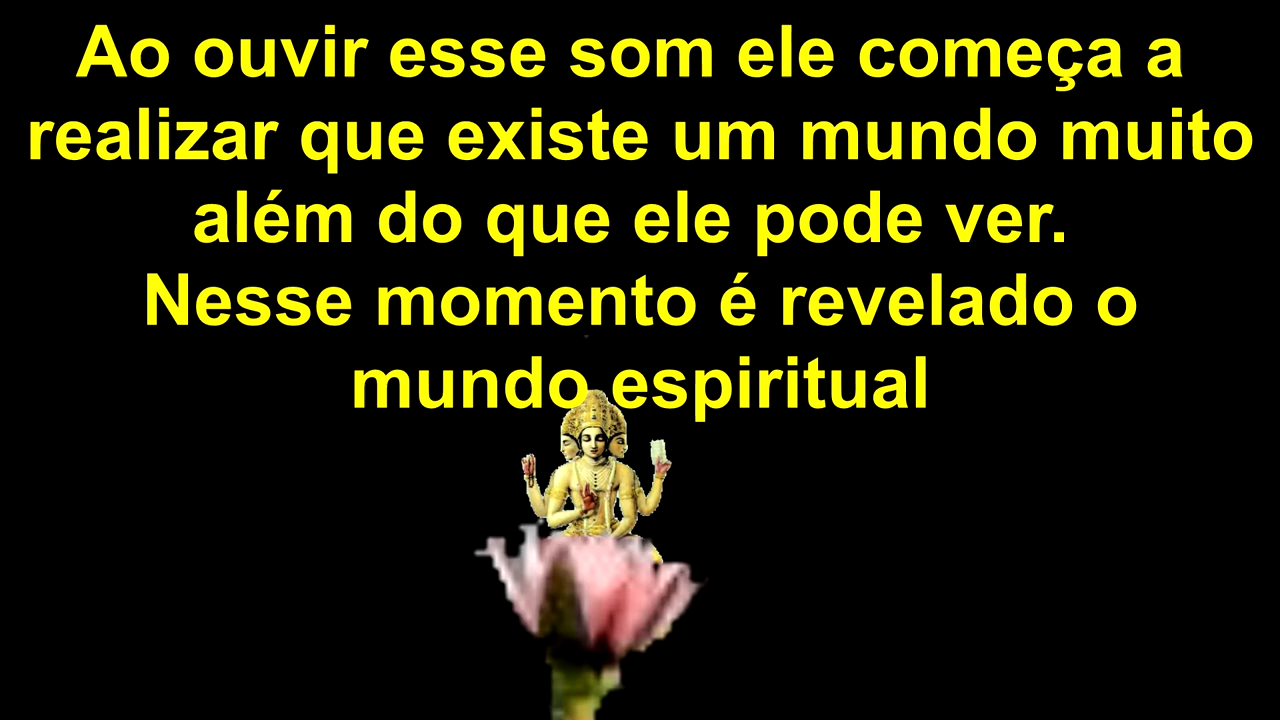 Ao ouvir esse som ele começa a
realizar que existe um mundo muito
além do que ele pode ver.
Nesse momento é revelado o
mundo espiritual